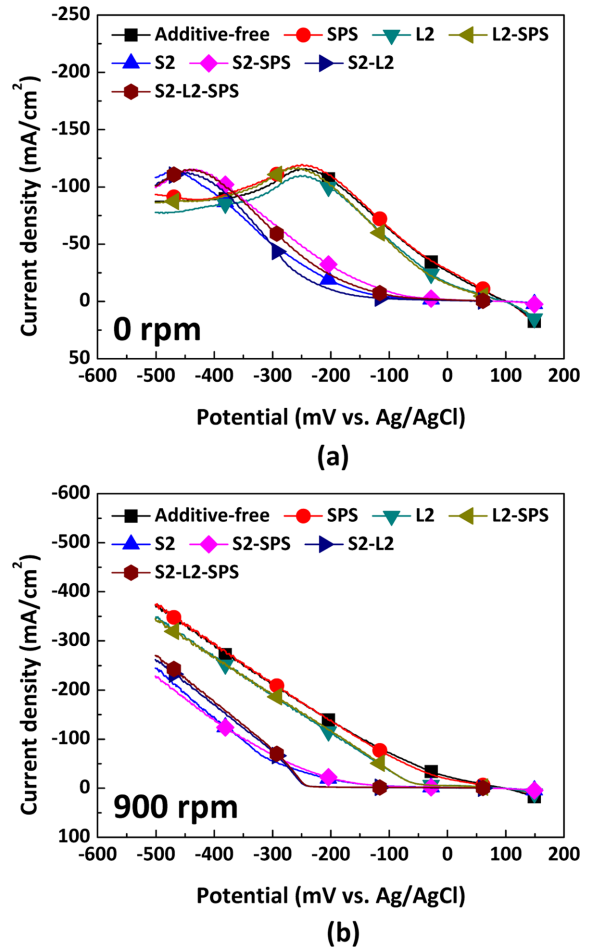 -250
-200
-150
-100
-50
0
50
Current density (mA/cm²)
Additive-free SPS L2 L2-SPS
S2 S2-SPS S2-L2
S2-L2-SPS
0 rpm
-600 -500 -400 -300 -200 -100 0 100 200
Potential (mV vs. Ag/AgCl)
(a)
-600
-500
-400
-300
-200
-100
0
100
Current density (mA/cm²)
Additive-free SPS L2 L2-SPS
S2 S2-SPS S2-L2
S2-L2-SPS
900 rpm
-600 -500 -400 -300 -200 -100 0 100 200
Potential (mV vs. Ag/AgCl)
(b)